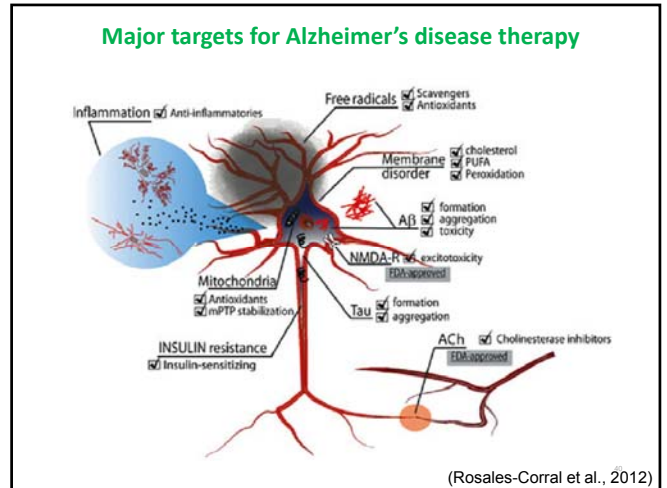 Major targets for Alzheimer's disease therapy
Free radicals ☑ Scavengers
☑ Antioxidants
Inflammation ☑ Anti-inflammatories
Membrane
disorder
☑ cholesterol
☑ PUFA
☑ Peroxidation
Aβ
☑ formation
☑ aggregation
☑ toxicity
NMDA-R ☑ excitotoxicity
FDA-approved
Mitochondria
☑ Antioxidants
☑ mPTP stabilization
Tau
☑ formation
☑ aggregation
INSULIN resistance
☑ Insulin-sensitizing
ACh ☑ Cholinesterase inhibitors
FDA-approved
(Rosales-Corral et al., 2012)